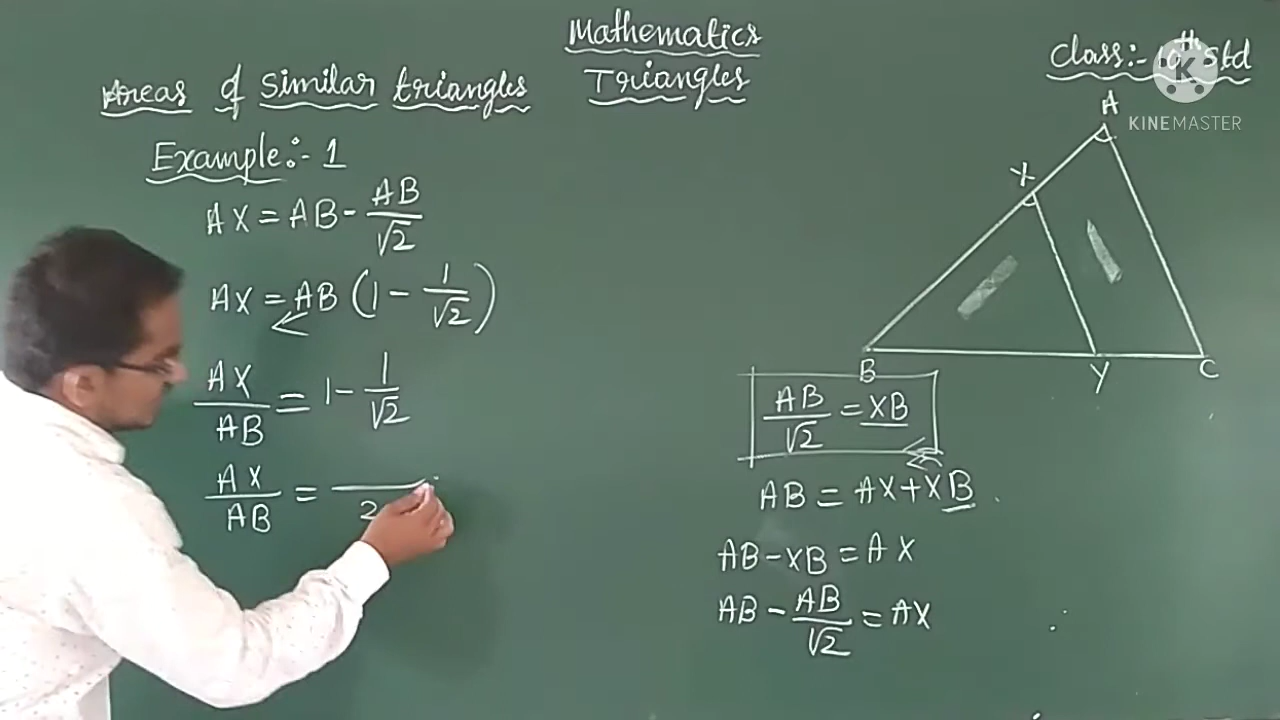 Mathematics
Class:- 10th Std
Areas of Similar triangles
Triangles
Example:- 1
AX = AB - AB/√2
AX = AB (1 - 1/√2)
AX/AB = 1 - 1/√2
AX/AB =
2
A
X
B
Y
C
AB/√2 = XB
AB = AX + XB
AB - XB = AX
AB - AB/√2 = AX
K
KINEMASTER